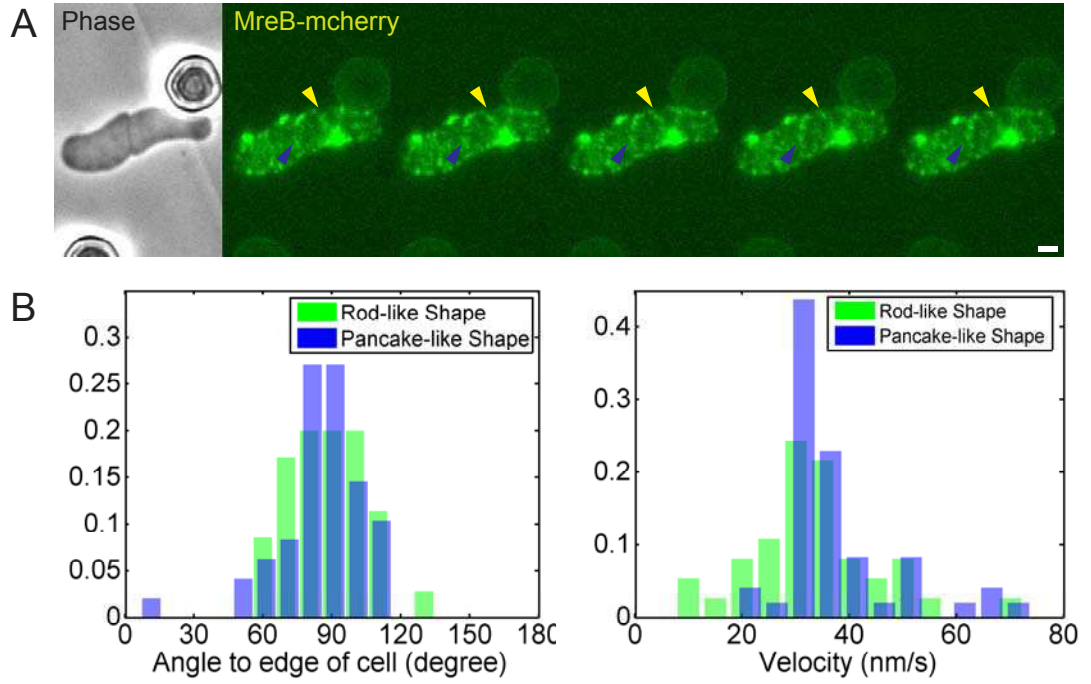 A
Phase
MreB-mcherry
B
Rod-like Shape
Pancake-like Shape
0.3
0.25
0.2
0.15
0.1
0.05
0
0 30 60 90 120 150 180
Angle to edge of cell (degree)
Rod-like Shape
Pancake-like Shape
0.4
0.3
0.2
0.1
0
0 20 40 60 80
Velocity (nm/s)